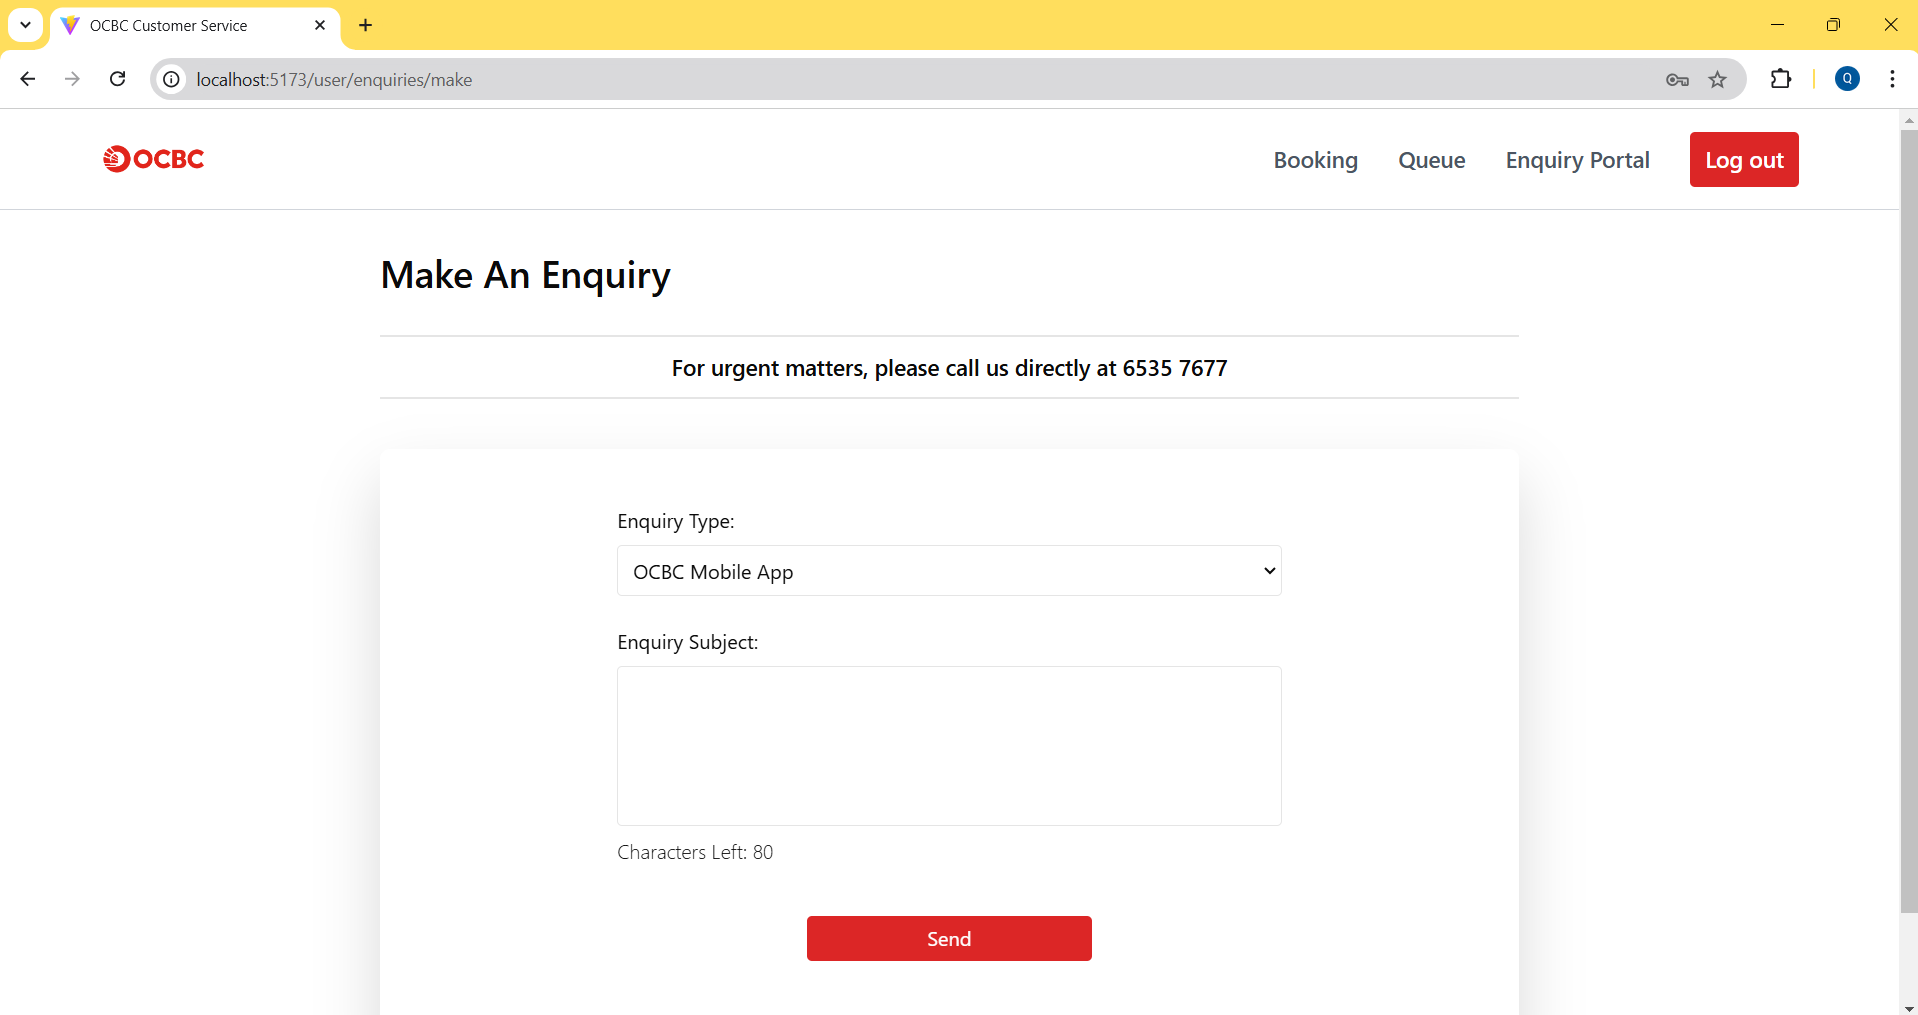 OCBC Customer Service
localhost:5173/user/enquiries/make
Q
OCBC
Booking
Queue
Enquiry Portal
Log out
Make An Enquiry
For urgent matters, please call us directly at 6535 7677
Enquiry Type:
OCBC Mobile App
Enquiry Subject:
Characters Left: 80
Send